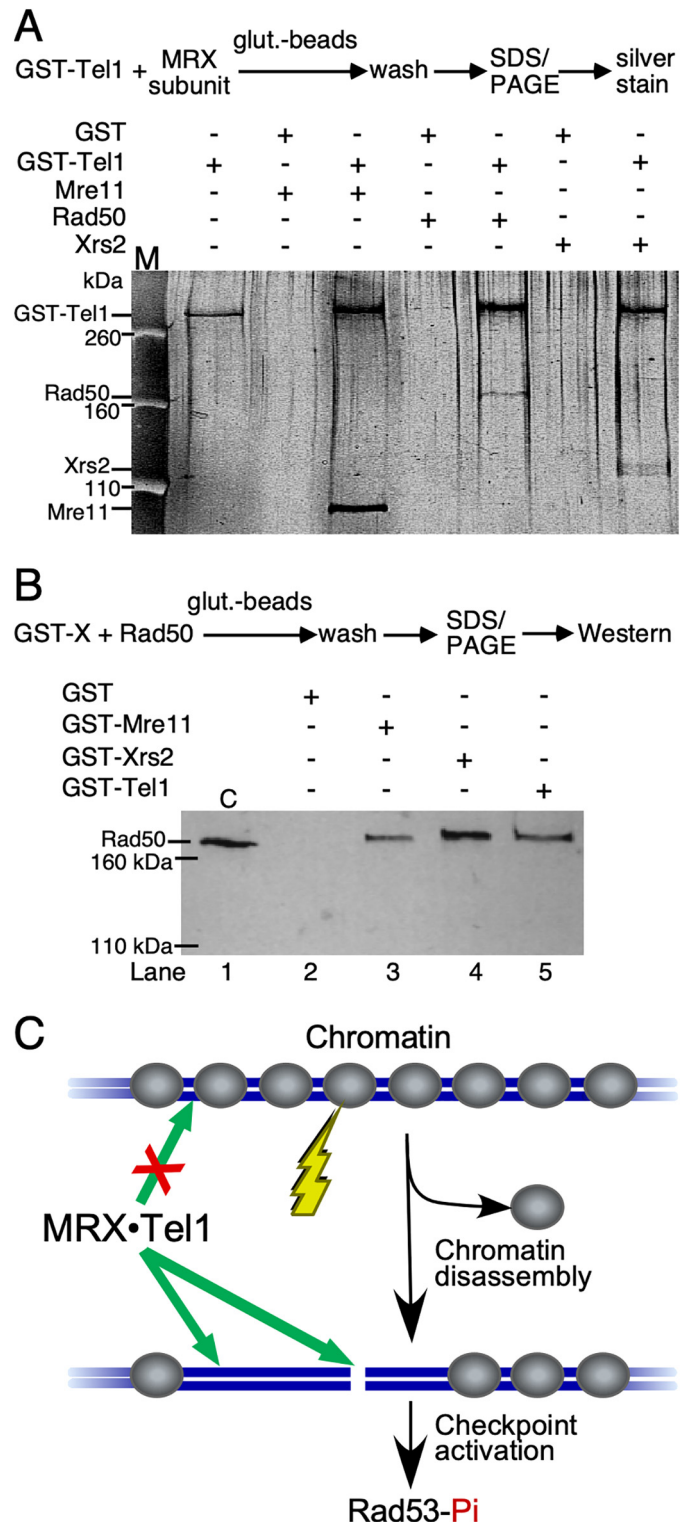 A
GST-Tel1 + MRX subunit glut.-beads wash SDS/PAGE silver stain
GST - + - + - + -
GST-Tel1 + - + - + - +
Mre11 - + + - - - -
Rad50 - - - + + - -
Xrs2 - - - - - + +
M
kDa
GST-Tel1
260
Rad50
160
Xrs2
110
Mre11
B
GST-X + Rad50 glut.-beads wash SDS/PAGE Western
GST + - - -
GST-Mre11 - + - -
GST-Xrs2 - - + -
GST-Tel1 - - - +
C
Rad50
160 kDa
110 kDa
Lane 1 2 3 4 5
C
Chromatin
MRX•Tel1
Chromatin
disassembly
Checkpoint
activation
Rad53-Pi